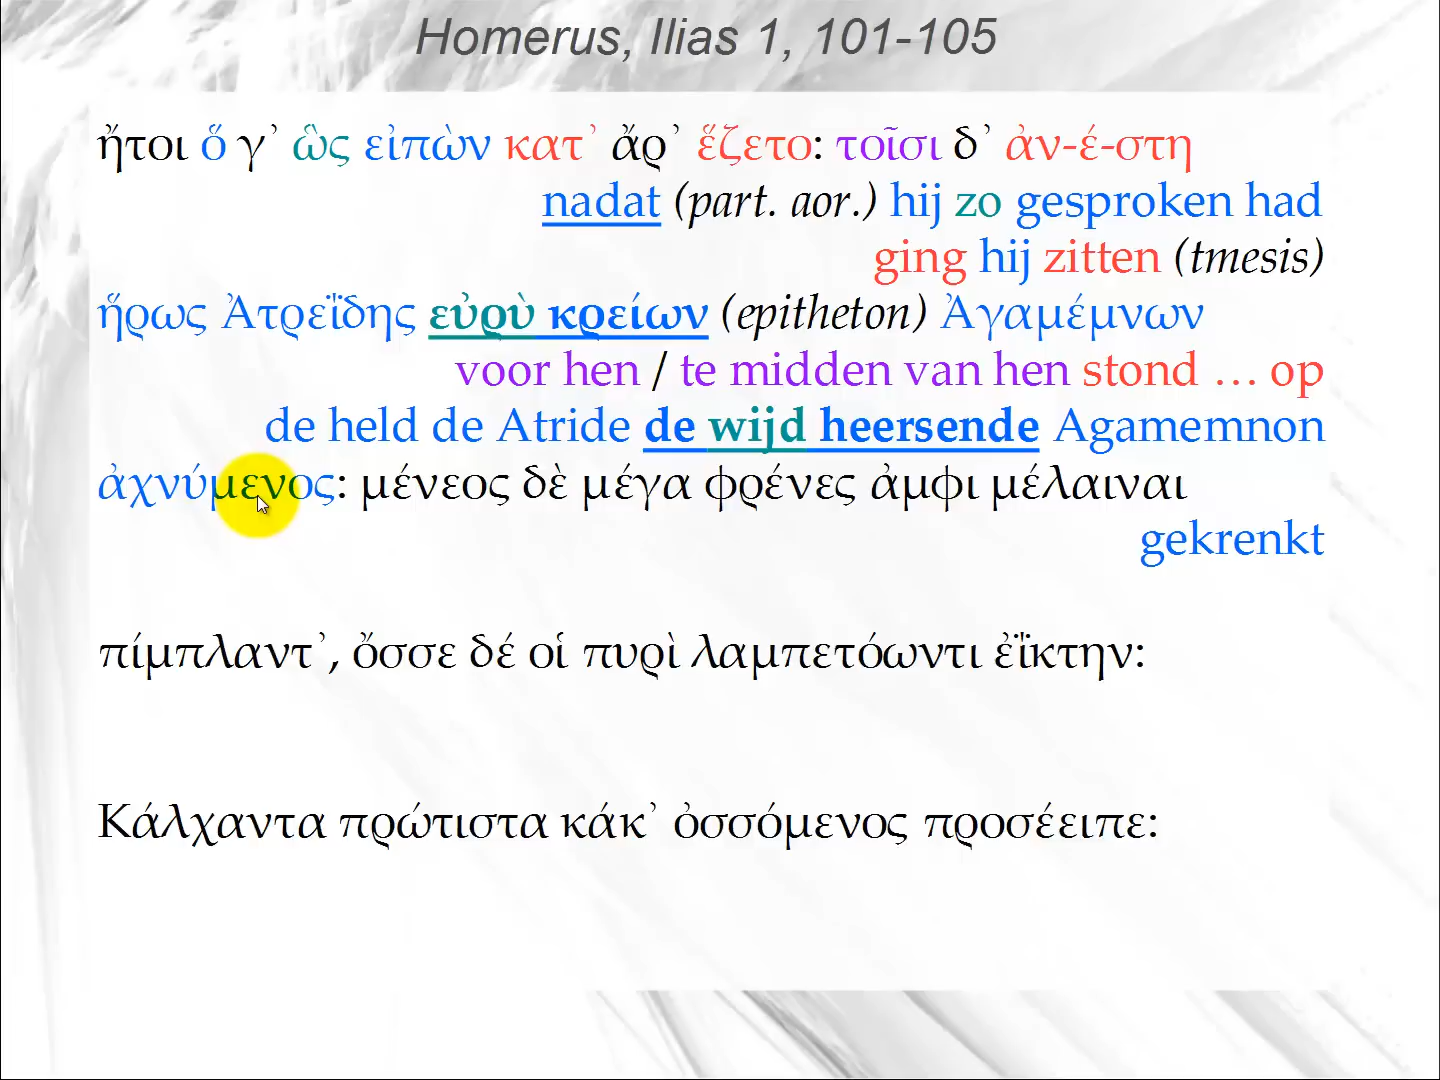 Homerus, Ilias 1, 101-105
ἤτοι ὅ γ᾽ ὣς εἰπὼν κατ᾽ ἄρ᾽ ἕζετο: τοῖσι δ᾽ ἀν-έ-στη
nadat (part. aor.) hij zo gesproken had
ging hij zitten (tmesis)
ἥρως Ἀτρεΐδης εὐρὺ κρείων (epitheton) Ἀγαμέμνων
voor hen / te midden van hen stond … op
de held de Atride de wijd heersende Agamemnon
ἀχνύμενος: μένεος δὲ μέγα φρένες ἀμφι μέλαιναι
gekrenkt
πίμπλαντ᾽, ὄσσε δέ οἱ πυρὶ λαμπετόωντι ἐΐκτην:
Κάλχαντα πρώτιστα κάκ᾽ ὀσσόμενος προσέειπε: